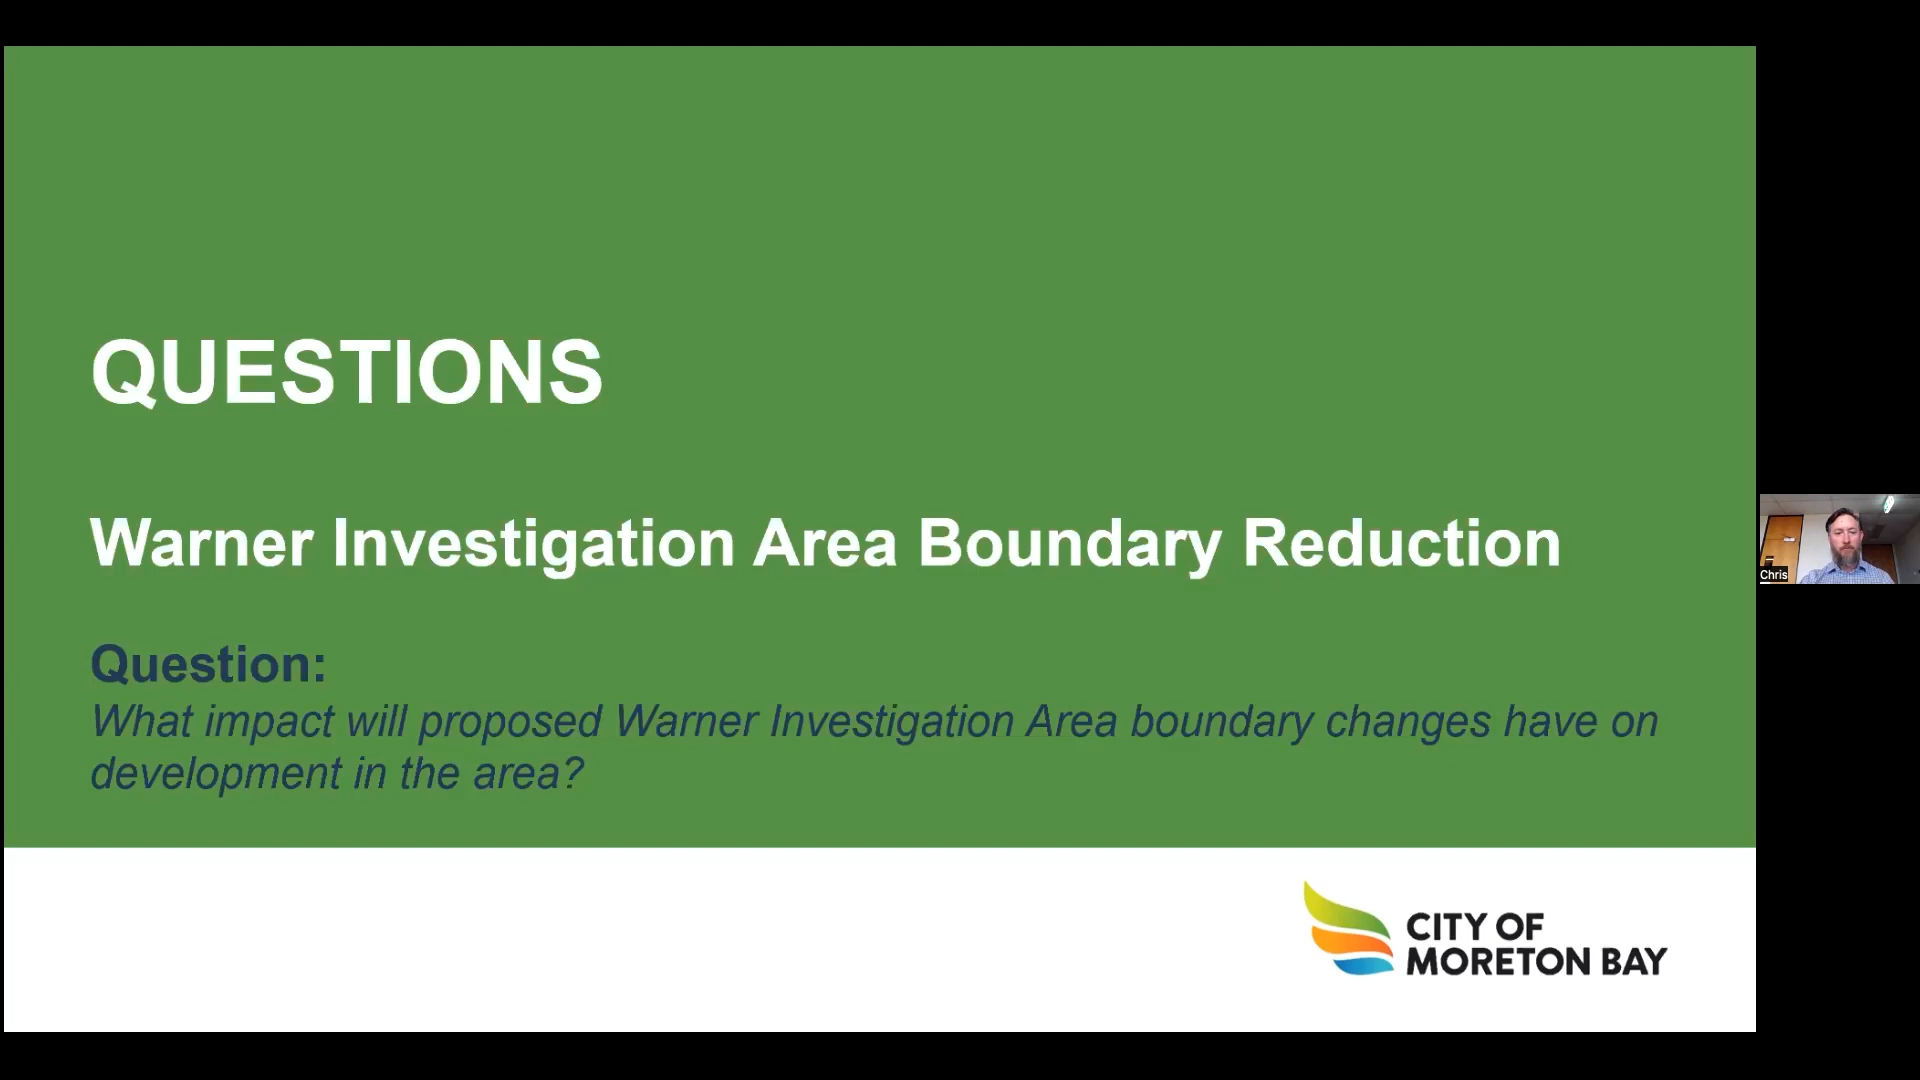 QUESTIONS
Warner Investigation Area Boundary Reduction
Question:
What impact will proposed Warner Investigation Area boundary changes have on
development in the area?
CITY OF
MORETON BAY
Chris